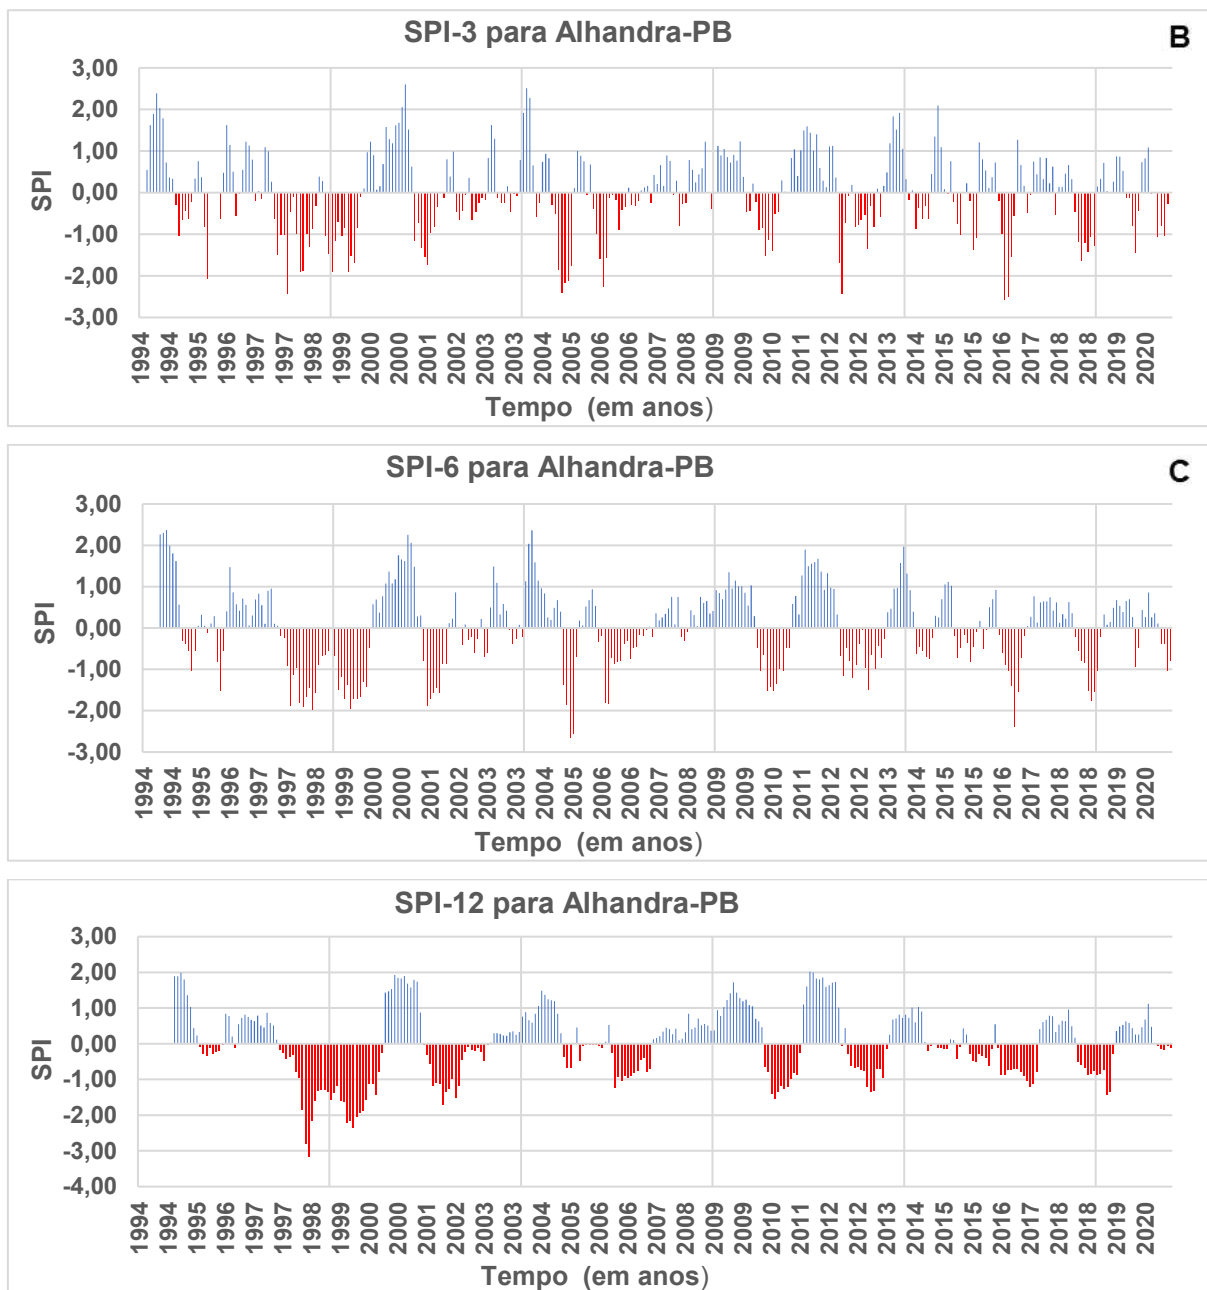 SPI-3 para Alhandra-PB
B
3,00
2,00
1,00
0,00
-1,00
-2,00
-3,00
SPI
1994 1994 1995 1996 1997 1997 1998 1999 2000 2000 2001 2002 2003 2003 2004 2005 2006 2006 2007 2008 2009 2009 2010 2011 2012 2012 2013 2014 2015 2015 2016 2017 2018 2018 2019 2020
Tempo (em anos)
SPI-6 para Alhandra-PB
C
3,00
2,00
1,00
0,00
-1,00
-2,00
-3,00
SPI
1994 1994 1995 1996 1997 1997 1998 1999 2000 2000 2001 2002 2003 2003 2004 2005 2006 2006 2007 2008 2009 2009 2010 2011 2012 2012 2013 2014 2015 2015 2016 2017 2018 2018 2019 2020
Tempo (em anos)
SPI-12 para Alhandra-PB
3,00
2,00
1,00
0,00
-1,00
-2,00
-3,00
-4,00
SPI
1994 1994 1995 1996 1997 1997 1998 1999 2000 2000 2001 2002 2003 2003 2004 2005 2006 2006 2007 2008 2009 2009 2010 2011 2012 2012 2013 2014 2015 2015 2016 2017 2018 2018 2019 2020
Tempo (em anos)